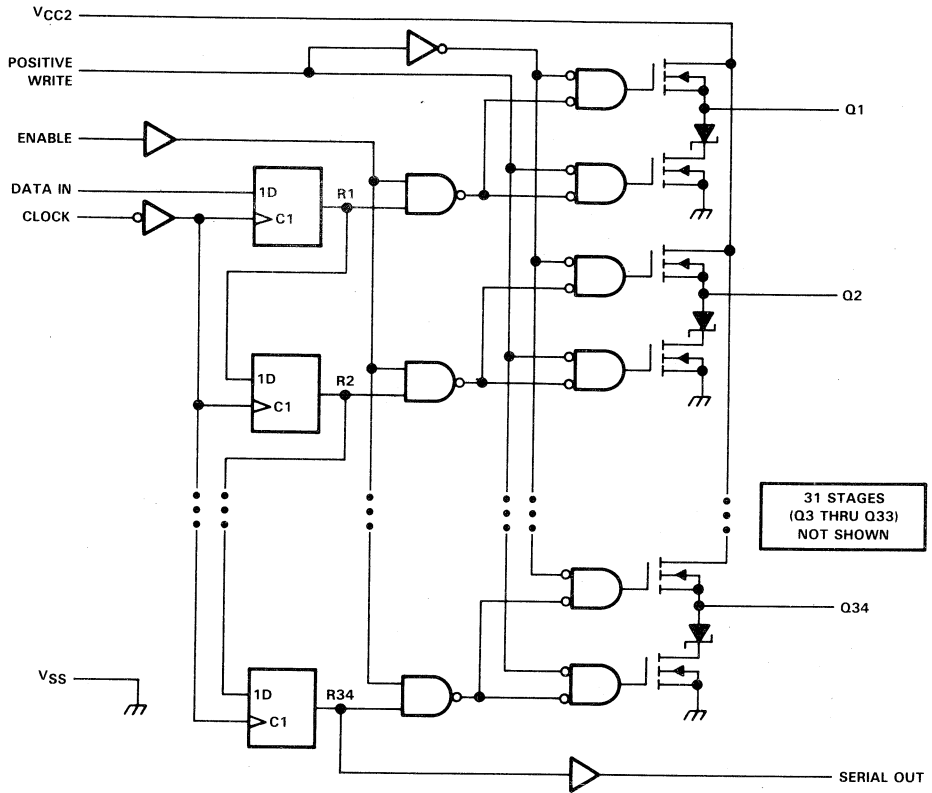 VCC2
POSITIVE
WRITE
Q1
ENABLE
DATA IN
1D
R1
CLOCK
C1
Q2
1D
R2
C1
31 STAGES
(Q3 THRU Q33)
NOT SHOWN
Q34
VSS
1D
R34
C1
SERIAL OUT